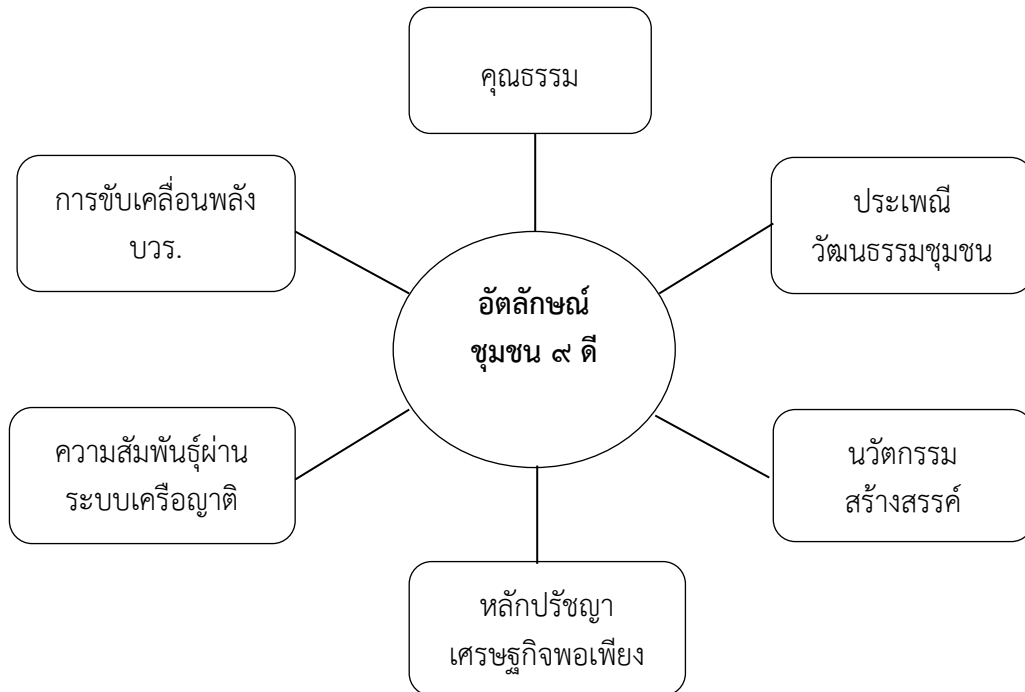 คุณธรรม
การขับเคลื่อนพลัง
บวร.
ประเพณี
วัฒนธรรมชุมชน
อัตลักษณ์
ชุมชน ๙ ดี
ความสัมพันธุ์ผ่าน
ระบบเครือญาติ
นวัตกรรม
สร้างสรรค์
หลักปรัชญา
เศรษฐกิจพอเพียง